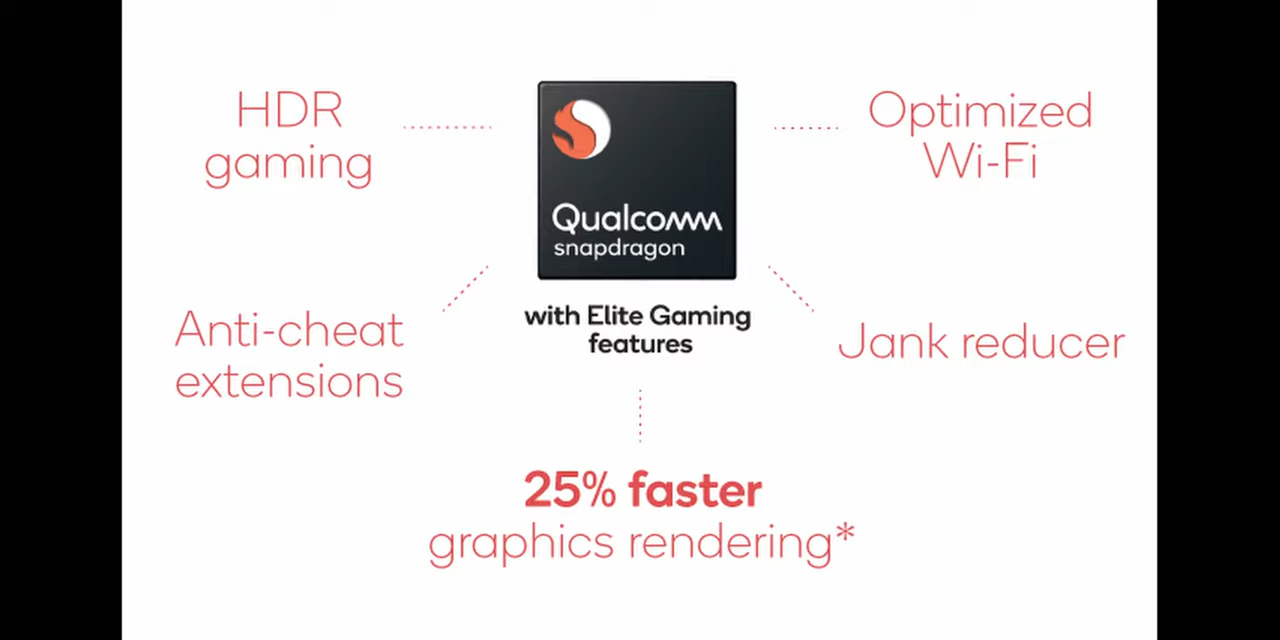 HDR
gaming
Optimized
Wi-Fi
Qualcomm
snapdragon
with Elite Gaming
features
Anti-cheat
extensions
Jank reducer
25% faster
graphics rendering*